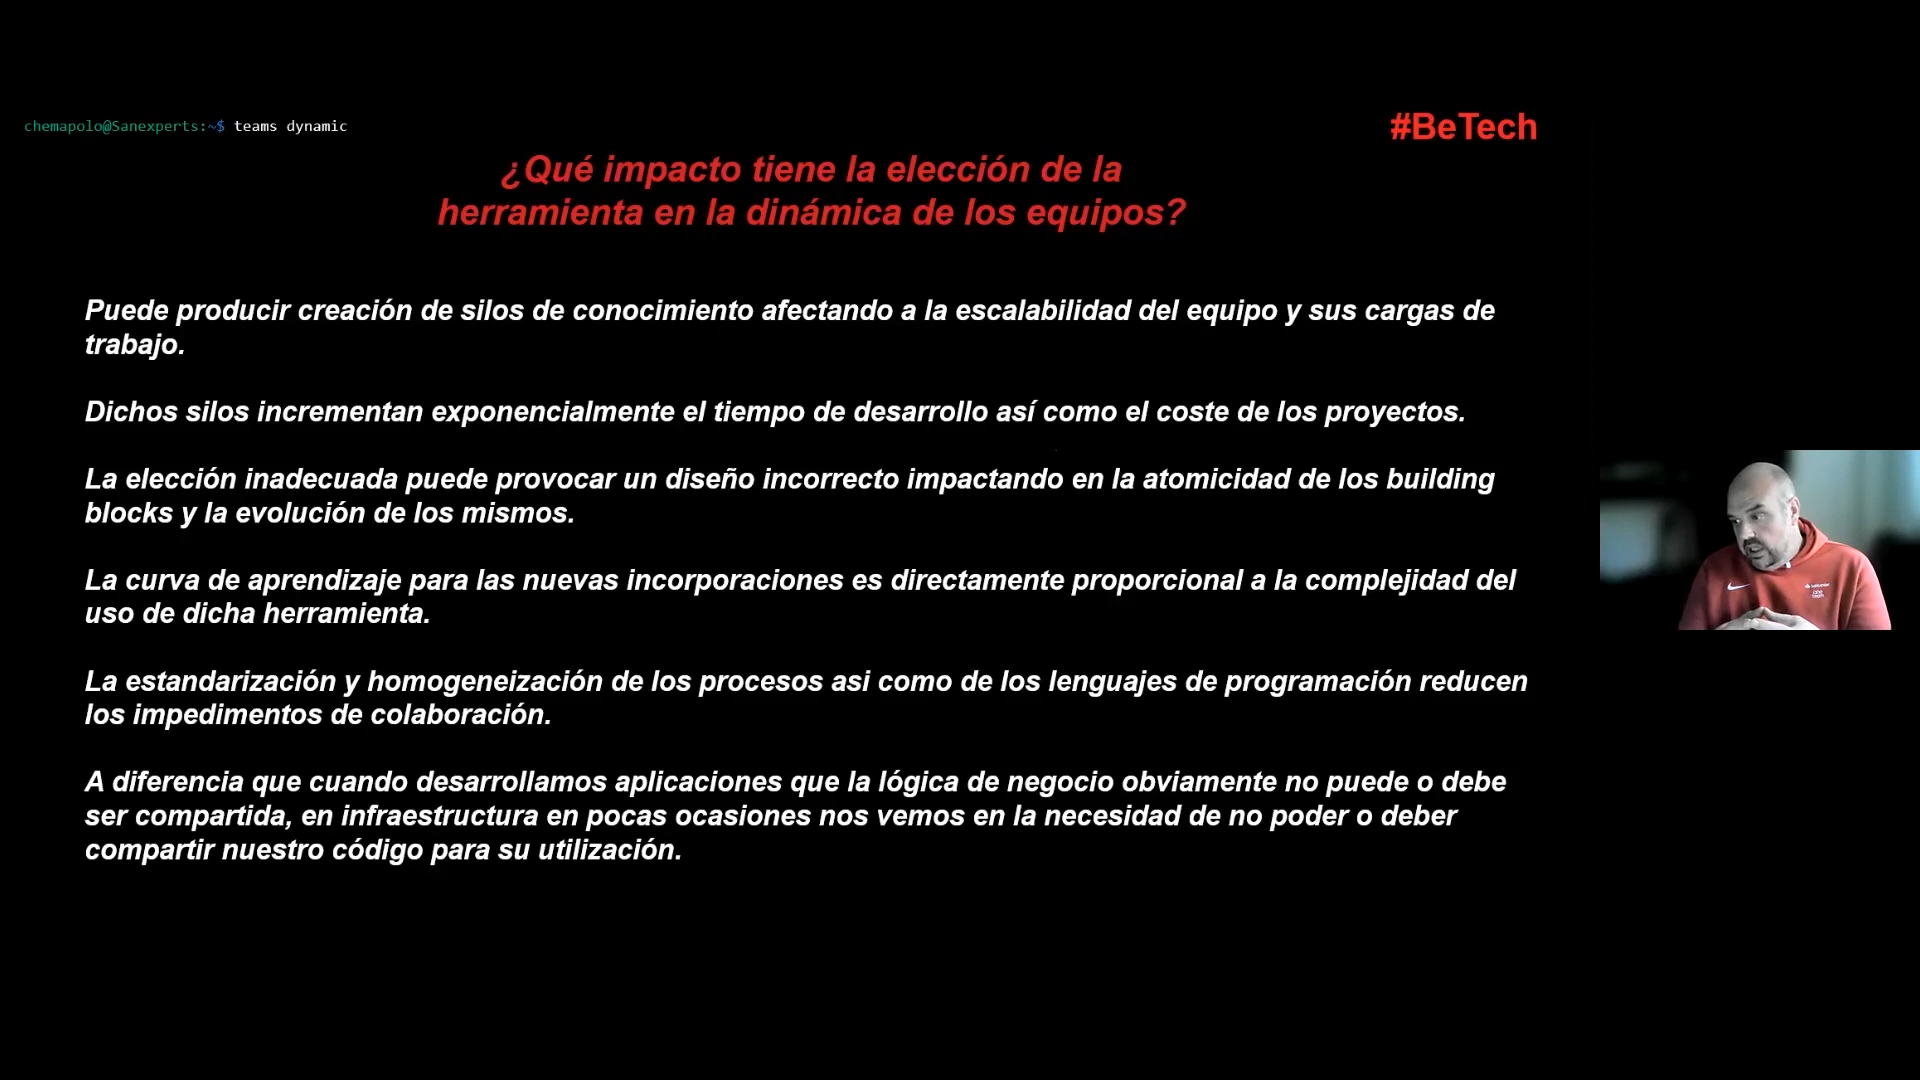 chemapolo@Sanexperts:~$ teams dynamic
#BeTech
¿Qué impacto tiene la elección de la
herramienta en la dinámica de los equipos?
Puede producir creación de silos de conocimiento afectando a la escalabilidad del equipo y sus cargas de
trabajo.
Dichos silos incrementan exponencialmente el tiempo de desarrollo así como el coste de los proyectos.
La elección inadecuada puede provocar un diseño incorrecto impactando en la atomicidad de los building
blocks y la evolución de los mismos.
La curva de aprendizaje para las nuevas incorporaciones es directamente proporcional a la complejidad del
uso de dicha herramienta.
La estandarización y homogeneización de los procesos asi como de los lenguajes de programación reducen
los impedimentos de colaboración.
A diferencia que cuando desarrollamos aplicaciones que la lógica de negocio obviamente no puede o debe
ser compartida, en infraestructura en pocas ocasiones nos vemos en la necesidad de no poder o deber
compartir nuestro código para su utilización.